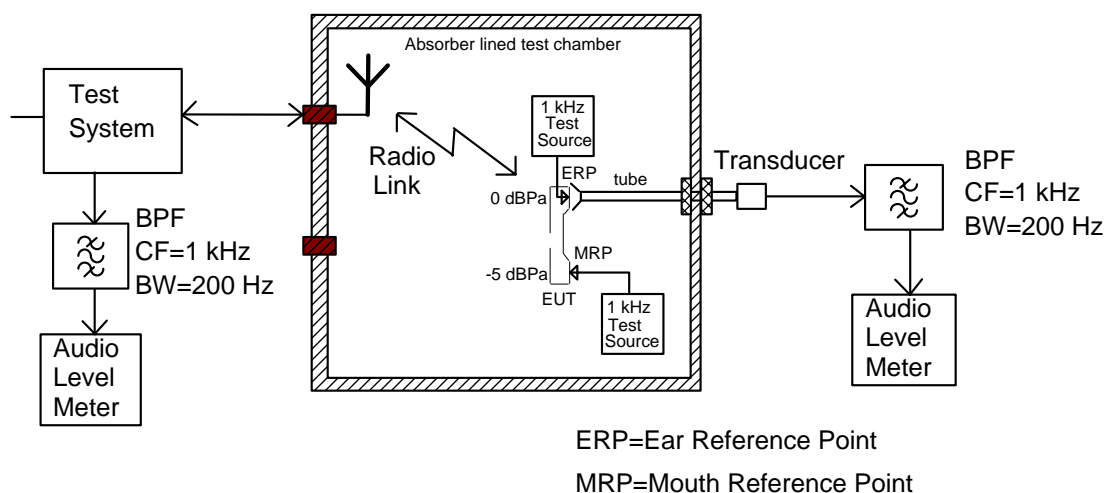 Absorber lined test chamber
Test
System
Radio
Link
1 kHz
Test
Source
ERP
0 dBPa
tube
Transducer
BPF
CF=1 kHz
BW=200 Hz
BPF
CF=1 kHz
BW=200 Hz
MRP
-5 dBPa
EUT
1 kHz
Test
Source
Audio
Level
Meter
Audio
Level
Meter
ERP=Ear Reference Point
MRP=Mouth Reference Point